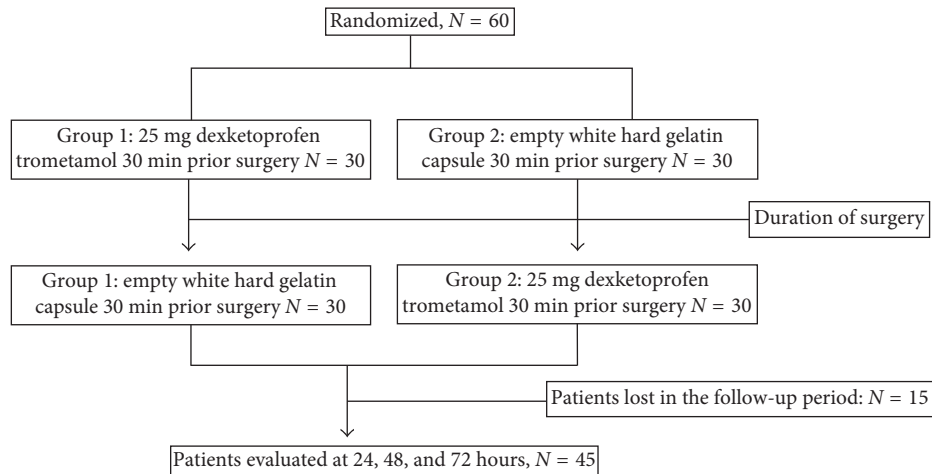 Randomized, N = 60
Group 1: 25 mg dexketoprofen
trometamol 30 min prior surgery N = 30
Group 2: empty white hard gelatin
capsule 30 min prior surgery N = 30
Duration of surgery
Group 1: empty white hard gelatin
capsule 30 min prior surgery N = 30
Group 2: 25 mg dexketoprofen
trometamol 30 min prior surgery N = 30
Patients lost in the follow-up period: N = 15
Patients evaluated at 24, 48, and 72 hours, N = 45